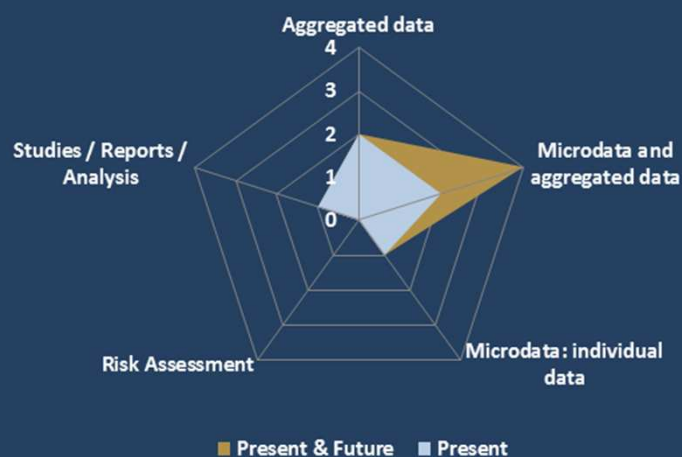 Aggregated data
4
3
2
1
0
Studies / Reports /
Analysis
Microdata and
aggregated data
Risk Assessment
Microdata: individual
data
Present & Future
Present